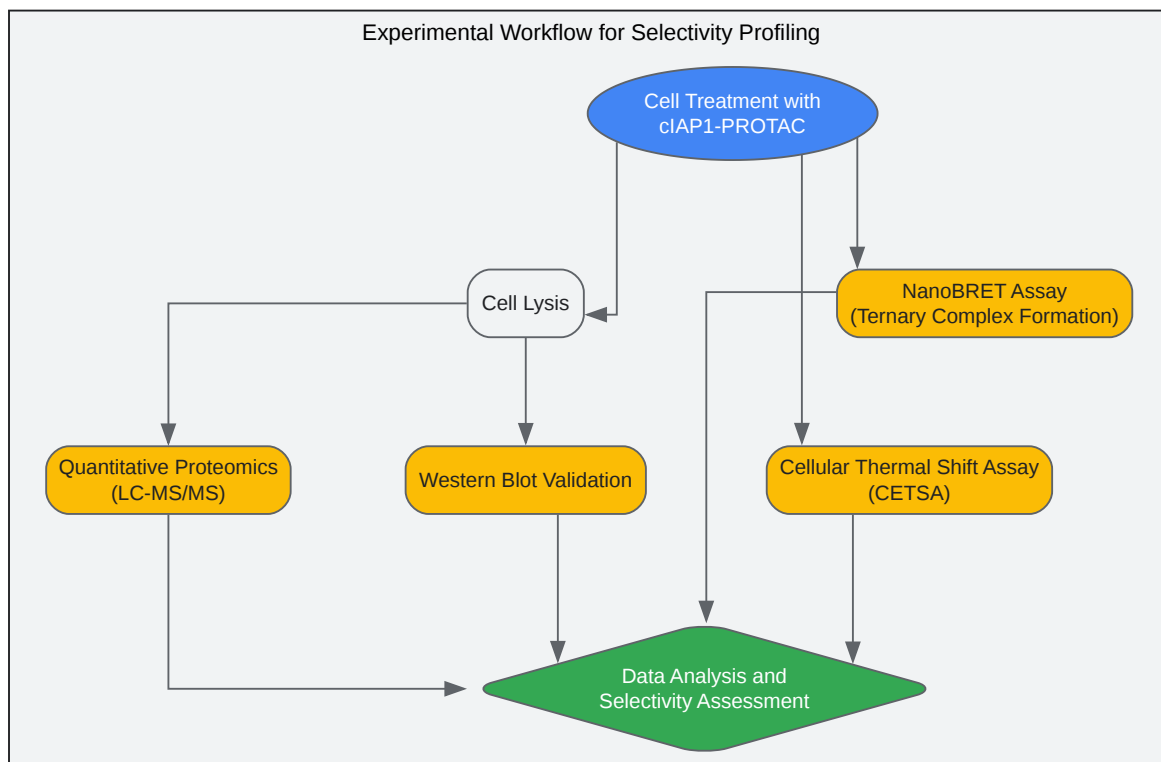 Experimental Workflow for Selectivity Profiling
Cell Treatment with
cIAP1-PROTAC
Cell Lysis
NanoBRET Assay
(Ternary Complex Formation)
Quantitative Proteomics
(LC-MS/MS)
Western Blot Validation
Cellular Thermal Shift Assay
(CETSA)
Data Analysis and
Selectivity Assessment